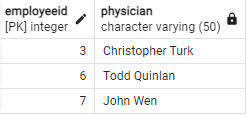 employeeid physician
[PK] integer character varying (50)
3 Christopher Turk
6 Todd Quinlan
7 John Wen